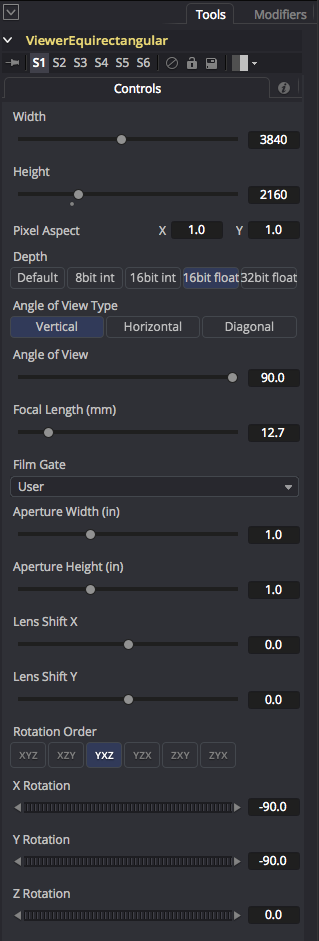 Tools Modifiers
ViewerEquirectangular
S1 S2 S3 S4 S5 S6
Controls
Width
3840
Height
2160
Pixel Aspect X 1.0 Y 1.0
Depth
Default 8bit int 16bit int 16bit float 32bit float
Angle of View Type
Vertical Horizontal Diagonal
Angle of View
90.0
Focal Length (mm)
12.7
Film Gate
User
Aperture Width (in)
1.0
Aperture Height (in)
1.0
Lens Shift X
0.0
Lens Shift Y
0.0
Rotation Order
XYZ XZY YXZ YZX ZXY ZYX
X Rotation
-90.0
Y Rotation
-90.0
Z Rotation
0.0